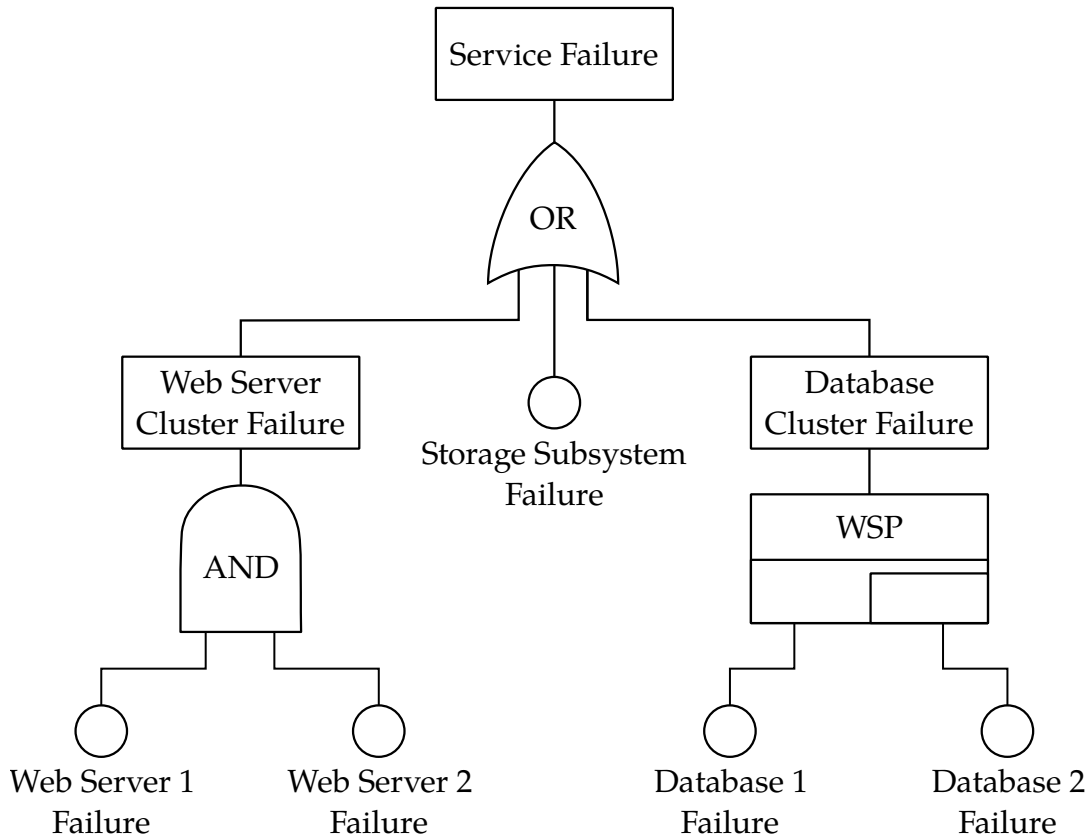 Service Failure
OR
Web Server
Cluster Failure
Storage Subsystem
Failure
Database
Cluster Failure
AND
WSP
Web Server 1
Failure
Web Server 2
Failure
Database 1
Failure
Database 2
Failure